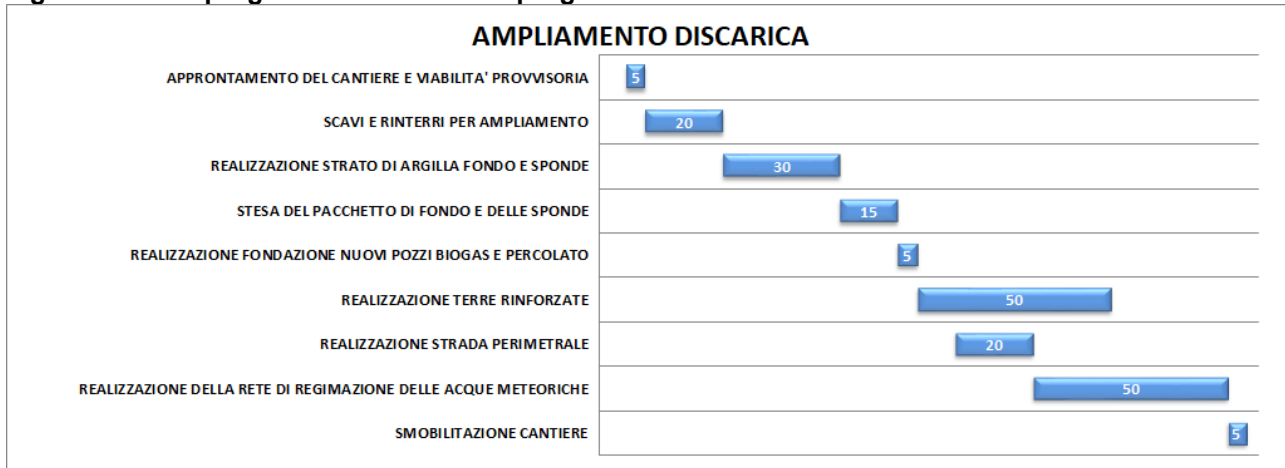 AMPLIAMENTO DISCARICA
APPRONTAMENTO DEL CANTIERE E VIABILITA' PROVVISORIA
5
SCAVI E RINTERRI PER AMPLIAMENTO
20
REALIZZAZIONE STRATO DI ARGILLA FONDO E SPONDE
30
STESA DEL PACCHETTO DI FONDO E DELLE SPONDE
15
REALIZZAZIONE FONDAZIONE NUOVI POZZI BIOGAS E PERCOLATO
5
REALIZZAZIONE TERRE RINFORZATE
50
REALIZZAZIONE STRADA PERIMETRALE
20
REALIZZAZIONE DELLA RETE DI REGIMAZIONE DELLE ACQUE METEORICHE
50
SMOBILITAZIONE CANTIERE
5